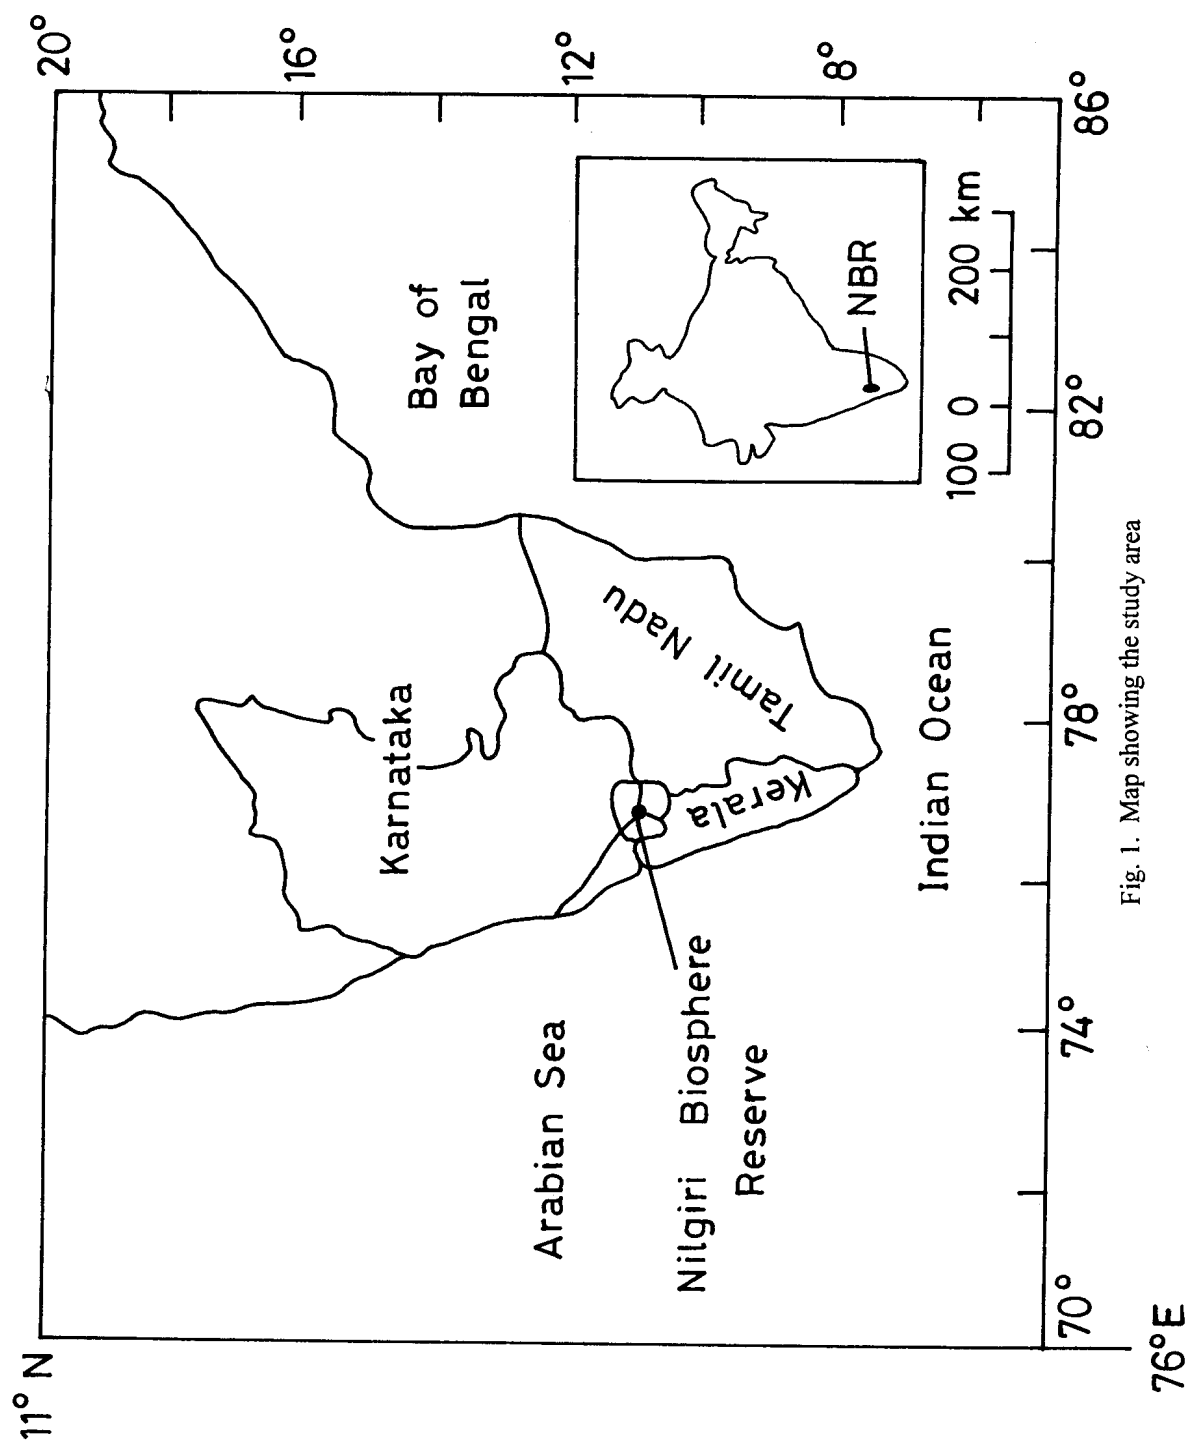 11° N
20°
16°
12°
8°
Karnataka
Bay of
Bengal
Arabian Sea
Tamil Nadu
Kerala
Nilgiri Biosphere
Reserve
NBR
Indian Ocean
100 0 200 km
70°
74°
78°
82°
86°
76°E
Fig. 1. Map showing the study area